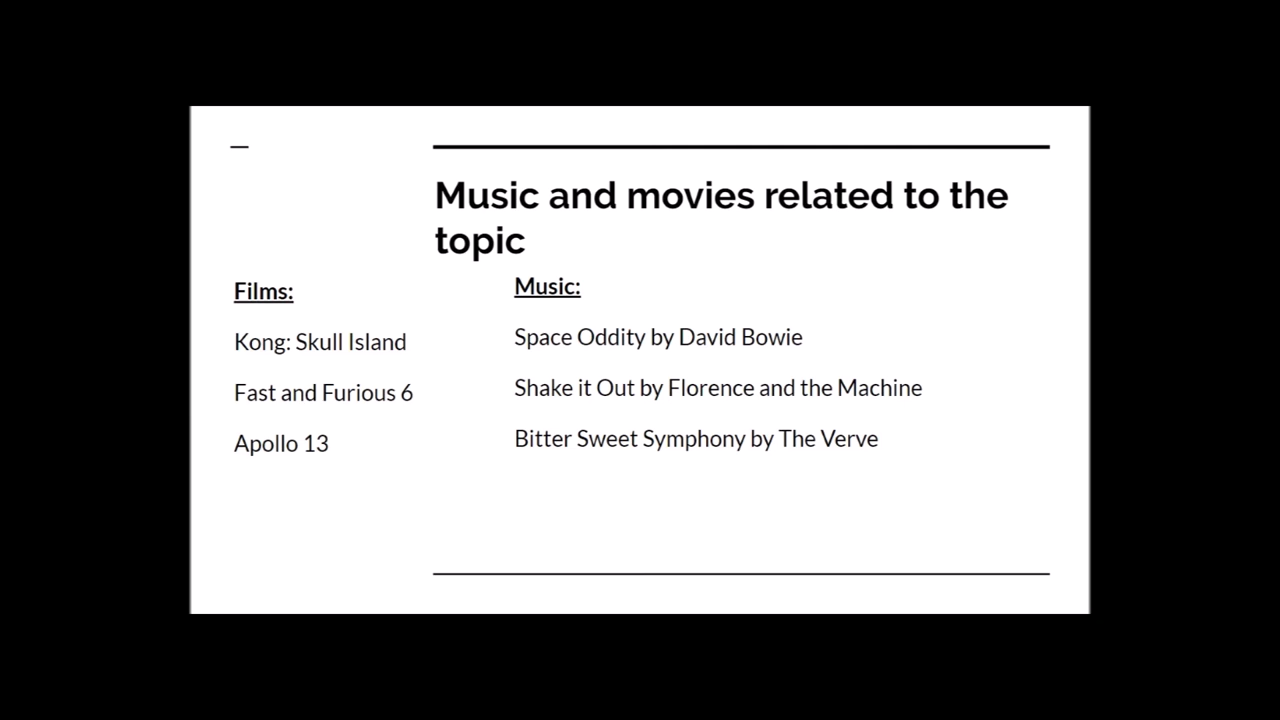 Music and movies related to the
topic
Films:
Kong: Skull Island
Fast and Furious 6
Apollo 13
Music:
Space Oddity by David Bowie
Shake it Out by Florence and the Machine
Bitter Sweet Symphony by The Verve